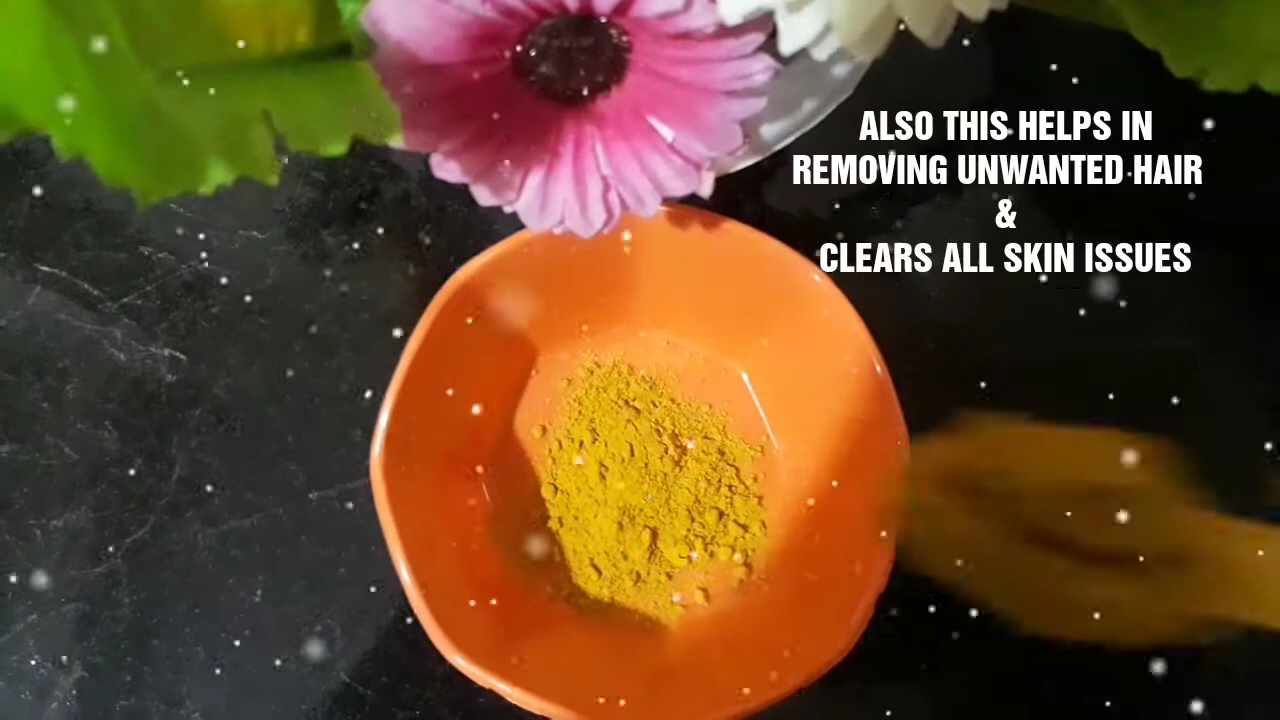 ALSO THIS HELPS IN
REMOVING UNWANTED HAIR
&
CLEARS ALL SKIN ISSUES